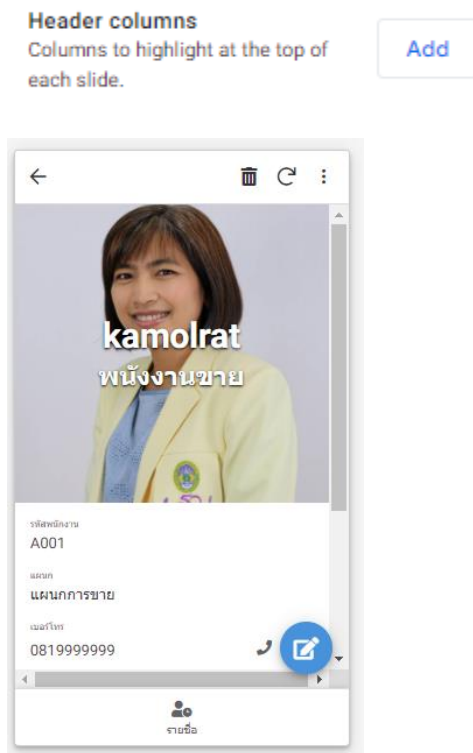 Header columns
Columns to highlight at the top of
each slide.
Add
kamolrat
พนังงานขาย
รหัสพนักงาน
A001
แผนก
แผนกการขาย
เบอร์โทร
0819999999
รายชื่อ